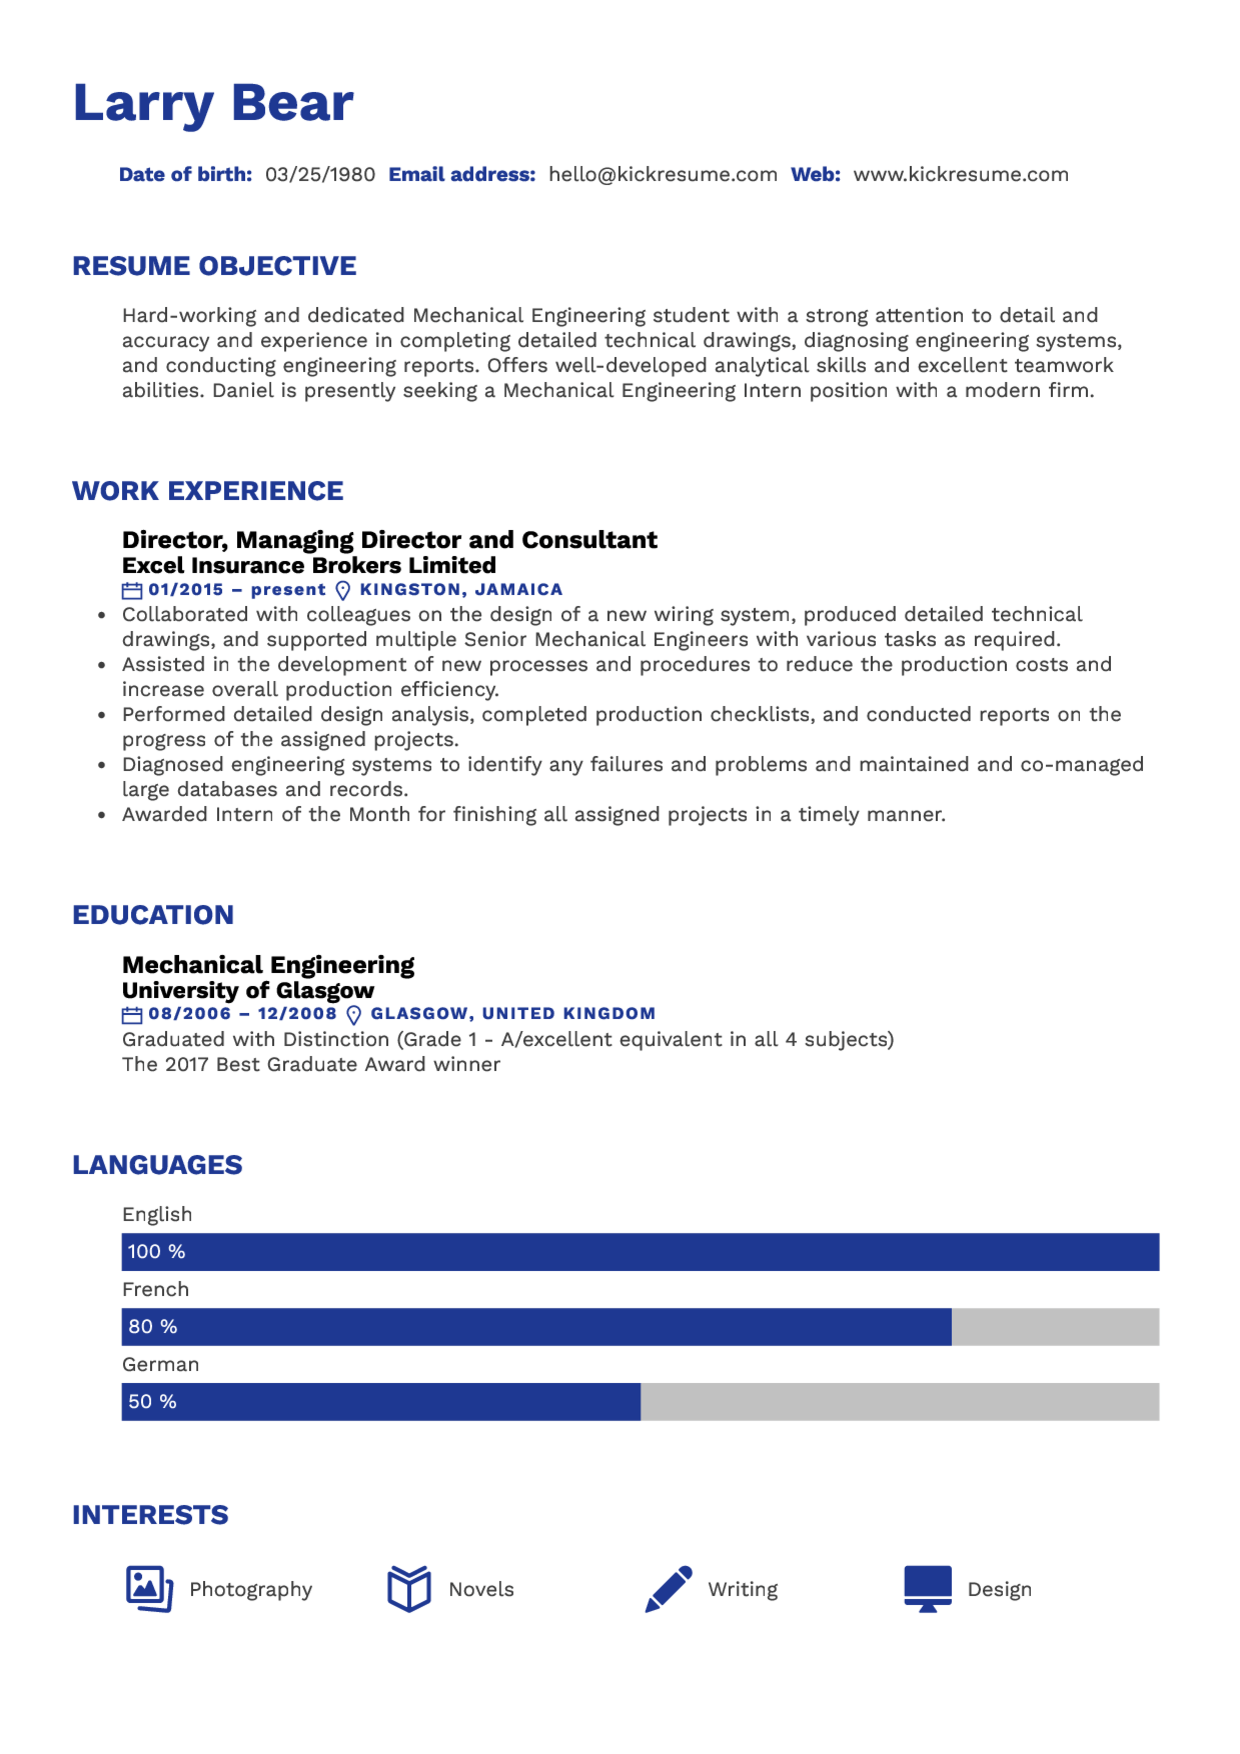 Larry Bear
Date of birth: 03/25/1980 Email address: hello@kickresume.com Web: www.kickresume.com
RESUME OBJECTIVE
Hard-working and dedicated Mechanical Engineering student with a strong attention to detail and
accuracy and experience in completing detailed technical drawings, diagnosing engineering systems,
and conducting engineering reports. Offers well-developed analytical skills and excellent teamwork
abilities. Daniel is presently seeking a Mechanical Engineering Intern position with a modern firm.
WORK EXPERIENCE
Director, Managing Director and Consultant
Excel Insurance Brokers Limited
01/2015 – present KINGSTON, JAMAICA
• Collaborated with colleagues on the design of a new wiring system, produced detailed technical
drawings, and supported multiple Senior Mechanical Engineers with various tasks as required.
• Assisted in the development of new processes and procedures to reduce the production costs and
increase overall production efficiency.
• Performed detailed design analysis, completed production checklists, and conducted reports on the
progress of the assigned projects.
• Diagnosed engineering systems to identify any failures and problems and maintained and co-managed
large databases and records.
• Awarded Intern of the Month for finishing all assigned projects in a timely manner.
EDUCATION
Mechanical Engineering
University of Glasgow
08/2006 – 12/2008 GLASGOW, UNITED KINGDOM
Graduated with Distinction (Grade 1 - A/excellent equivalent in all 4 subjects)
The 2017 Best Graduate Award winner
LANGUAGES
English
100 %
French
80 %
German
50 %
INTERESTS
Photography Novels Writing Design